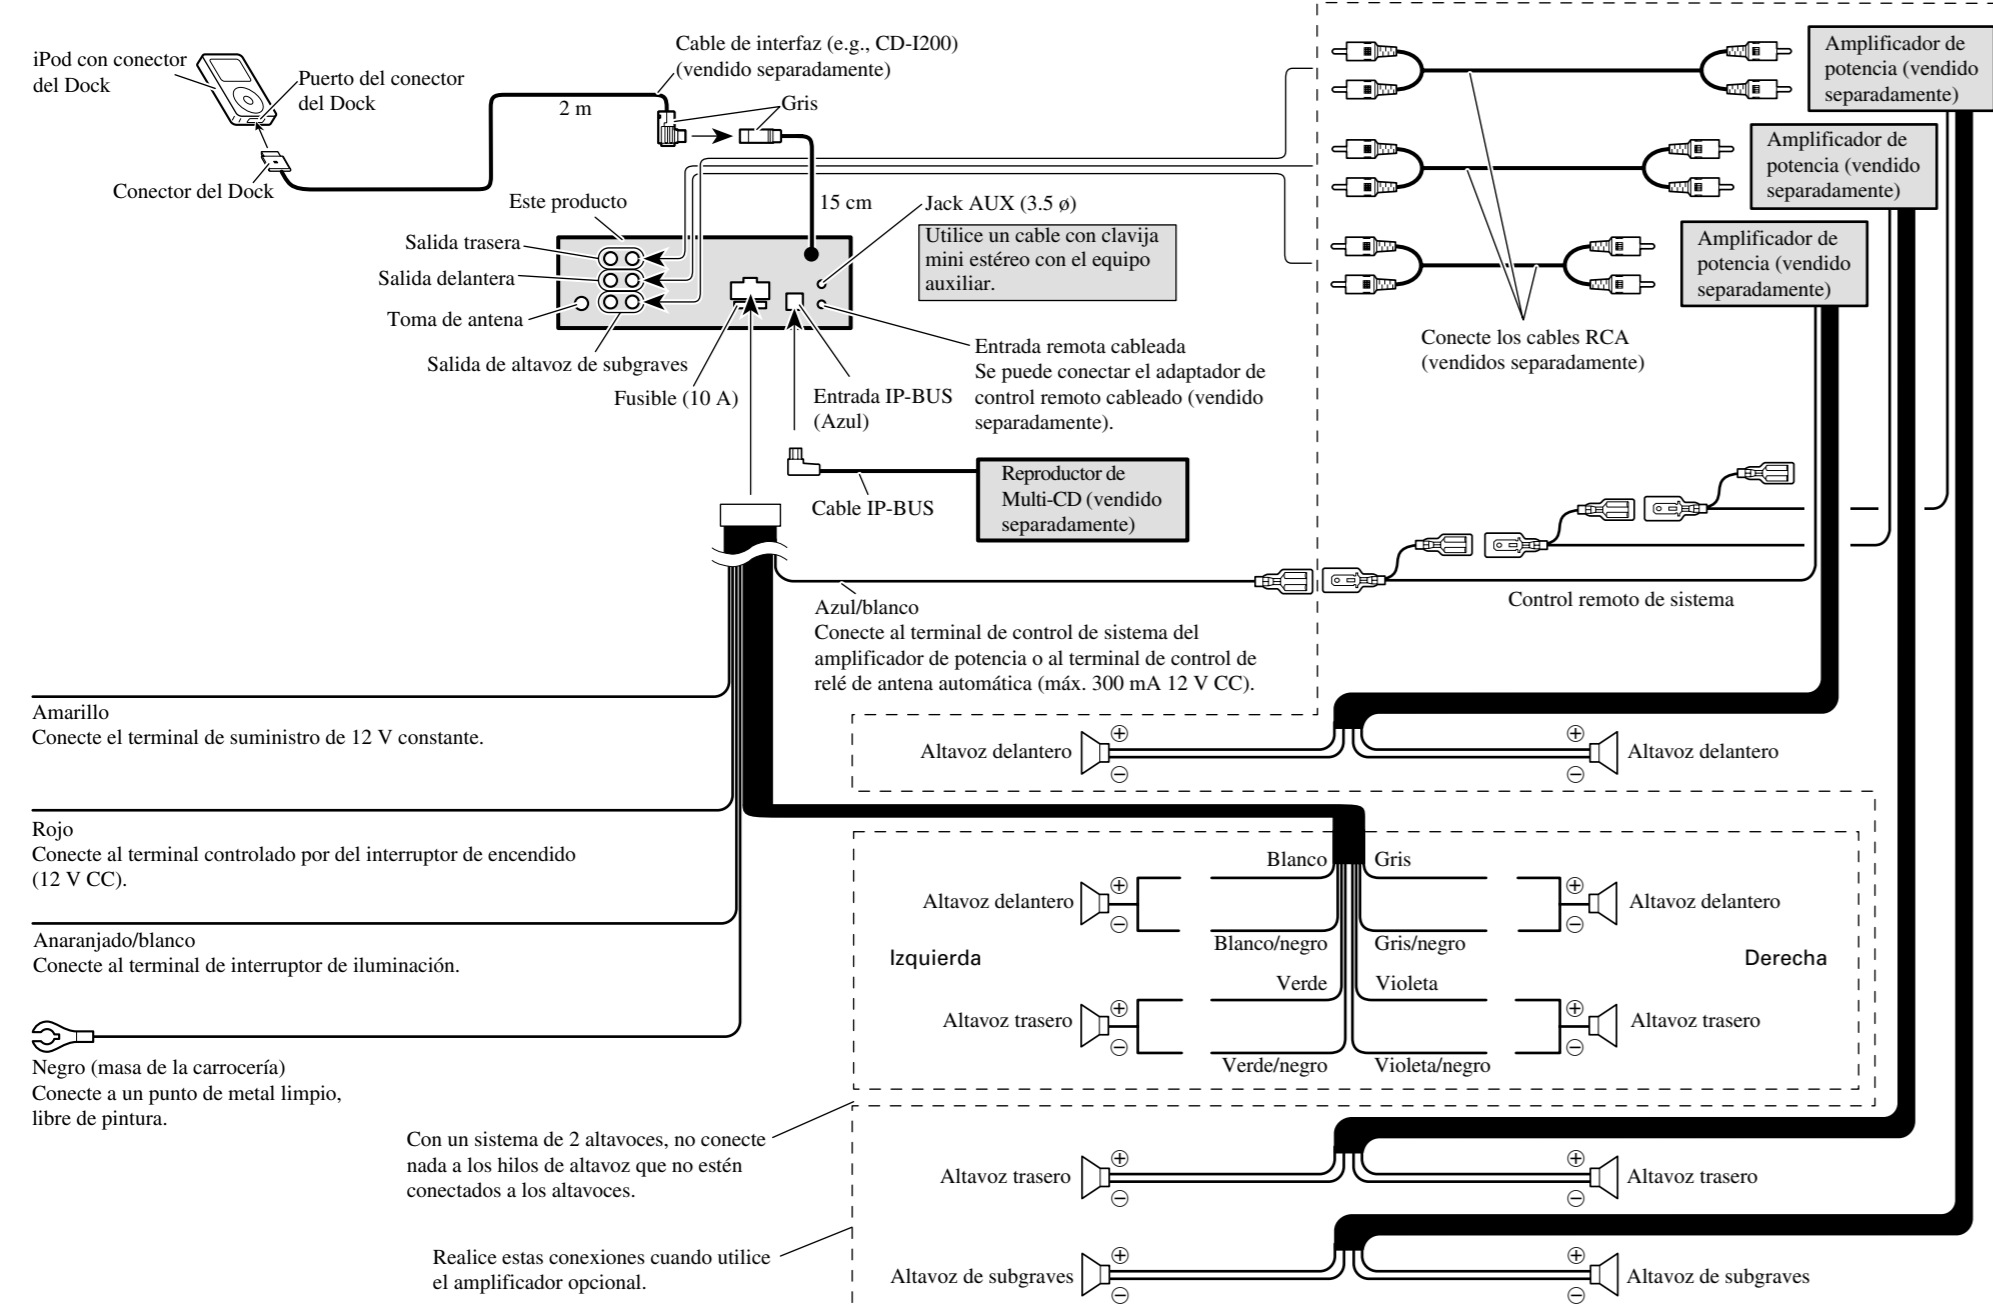 iPod con conector
del Dock
Puerto del conector
del Dock
Conector del Dock
2 m
Cable de interfaz (e.g., CD-I200)
(vendido separadamente)
Gris
15 cm
Este producto
Salida trasera
Salida delantera
Toma de antena
Salida de altavoz de subgraves
Fusible (10 A)
Jack AUX (3.5 ø)
Utilice un cable con clavija
mini estéreo con el equipo
auxiliar.
Entrada remota cableada
Se puede conectar el adaptador de
control remoto cableado (vendido
separadamente).
Entrada IP-BUS
(Azul)
Cable IP-BUS
Reproductor de
Multi-CD (vendido
separadamente)
Amplificador de
potencia (vendido
separadamente)
Amplificador de
potencia (vendido
separadamente)
Amplificador de
potencia (vendido
separadamente)
Conecte los cables RCA
(vendidos separadamente)
Control remoto de sistema
Azul/blanco
Conecte al terminal de control de sistema del
amplificador de potencia o al terminal de control de
relé de antena automática (máx. 300 mA 12 V CC).
Amarillo
Conecte el terminal de suministro de 12 V constante.
Rojo
Conecte al terminal controlado por del interruptor de encendido
(12 V CC).
Anaranjado/blanco
Conecte al terminal de interruptor de iluminación.
Negro (masa de la carrocería)
Conecte a un punto de metal limpio,
libre de pintura.
Altavoz delantero
+
−
+
−
Altavoz delantero
Blanco
Gris
Altavoz delantero
+
−
+
−
Altavoz delantero
Blanco/negro
Gris/negro
Izquierda
Derecha
Verde
Violeta
Altavoz trasero
+
−
+
−
Altavoz trasero
Verde/negro
Violeta/negro
Con un sistema de 2 altavoces, no conecte
nada a los hilos de altavoz que no estén
conectados a los altavoces.
Altavoz trasero
+
−
+
−
Altavoz trasero
Realice estas conexiones cuando utilice
el amplificador opcional.
Altavoz de subgraves
+
−
+
−
Altavoz de subgraves